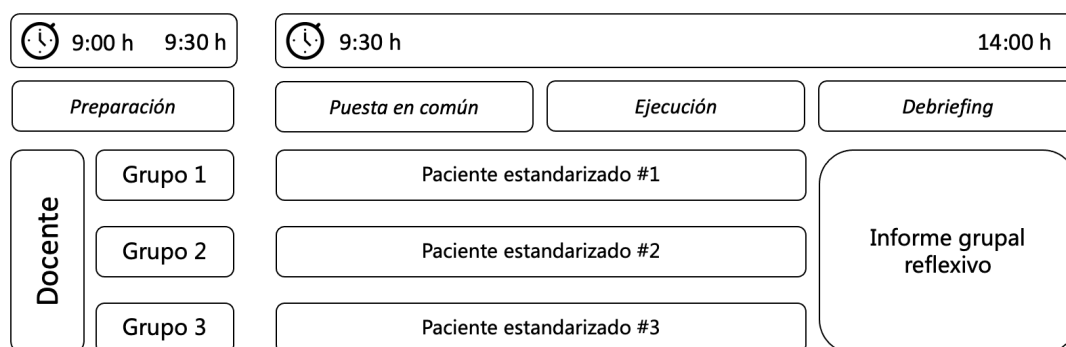 9:00 h 9:30 h
9:30 h 14:00 h
Preparación
Puesta en común
Ejecución
Debriefing
Docente
Grupo 1
Paciente estandarizado #1
Grupo 2
Paciente estandarizado #2
Informe grupal
reflexivo
Grupo 3
Paciente estandarizado #3